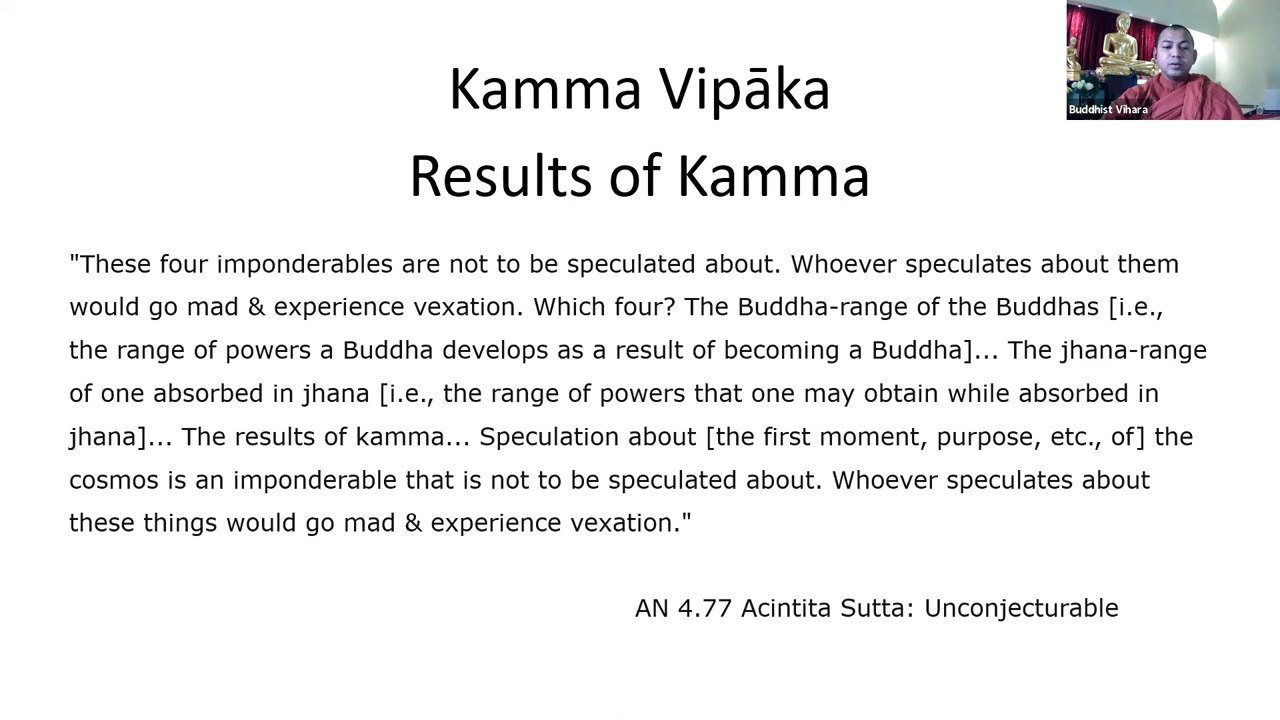 Kamma Vipāka
Results of Kamma
Buddhist Vihara
"These four imponderables are not to be speculated about. Whoever speculates about them
would go mad & experience vexation. Which four? The Buddha-range of the Buddhas [i.e.,
the range of powers a Buddha develops as a result of becoming a Buddha]... The jhana-range
of one absorbed in jhana [i.e., the range of powers that one may obtain while absorbed in
jhana]... The results of kamma... Speculation about [the first moment, purpose, etc., of] the
cosmos is an imponderable that is not to be speculated about. Whoever speculates about
these things would go mad & experience vexation."
AN 4.77 Acintita Sutta: Unconjecturable